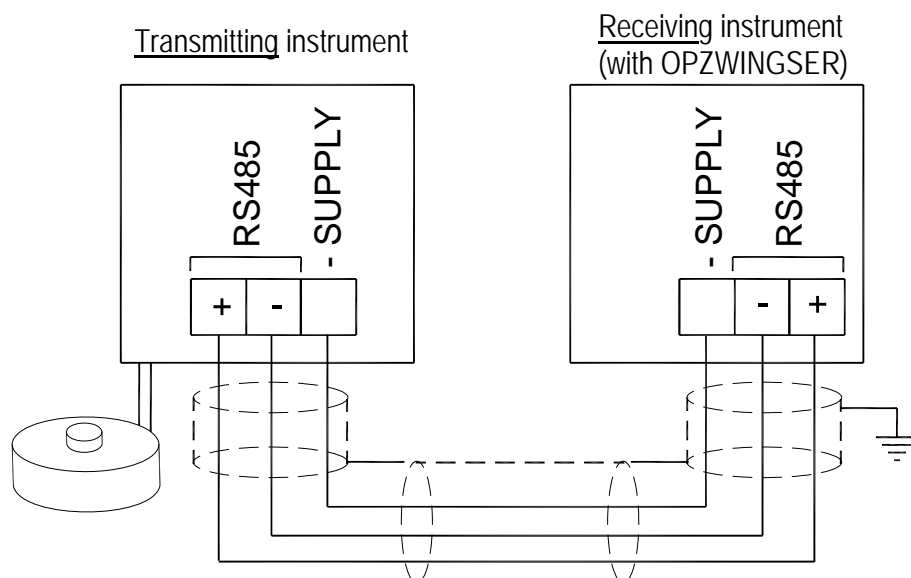 Transmitting instrument
Receiving instrument
(with OPZWINGSER)
RS485
- SUPPLY
+ -
- SUPPLY
RS485
- +